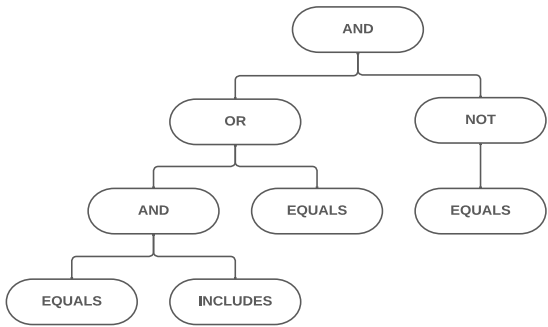 AND
OR
NOT
AND
EQUALS
EQUALS
EQUALS
INCLUDES